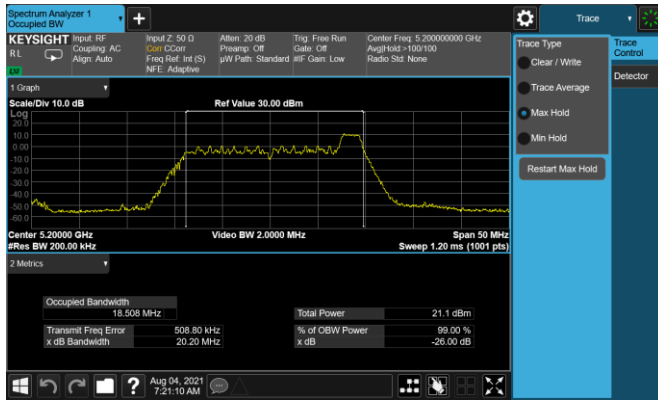 Spectrum Analyzer 1
Occupied BW
Trace
KEYSIGHT
RL
Input: RF
Coupling: AC
Align: Auto
Input Z: 50 Ω
Corr CCorr
Freq Ref: Int (S)
NFE: Adaptive
Atten: 20 dB
Preamp: Off
µW Path: Standard
Trig: Free Run
Gate: Off
#IF Gain: Low
Center Freq: 5.200000000 GHz
Avg|Hold:>100/100
Radio Std: None
Trace Type
Clear / Write
Trace Average
Max Hold
Min Hold
Restart Max Hold
Trace
Control
Detector
1 Graph
Scale/Div 10.0 dB
Ref Value 30.00 dBm
Log
20.0
10.0
0.00
-10.0
-20.0
-30.0
-40.0
-50.0
-60.0
Center 5.20000 GHz
#Res BW 200.00 kHz
Video BW 2.0000 MHz
Span 50 MHz
Sweep 1.20 ms (1001 pts)
2 Metrics
Occupied Bandwidth
18.508 MHz
Total Power 21.1 dBm
Transmit Freq Error 508.80 kHz
% of OBW Power 99.00 %
x dB Bandwidth 20.20 MHz
x dB -26.00 dB
Aug 04, 2021
7:21:10 AM